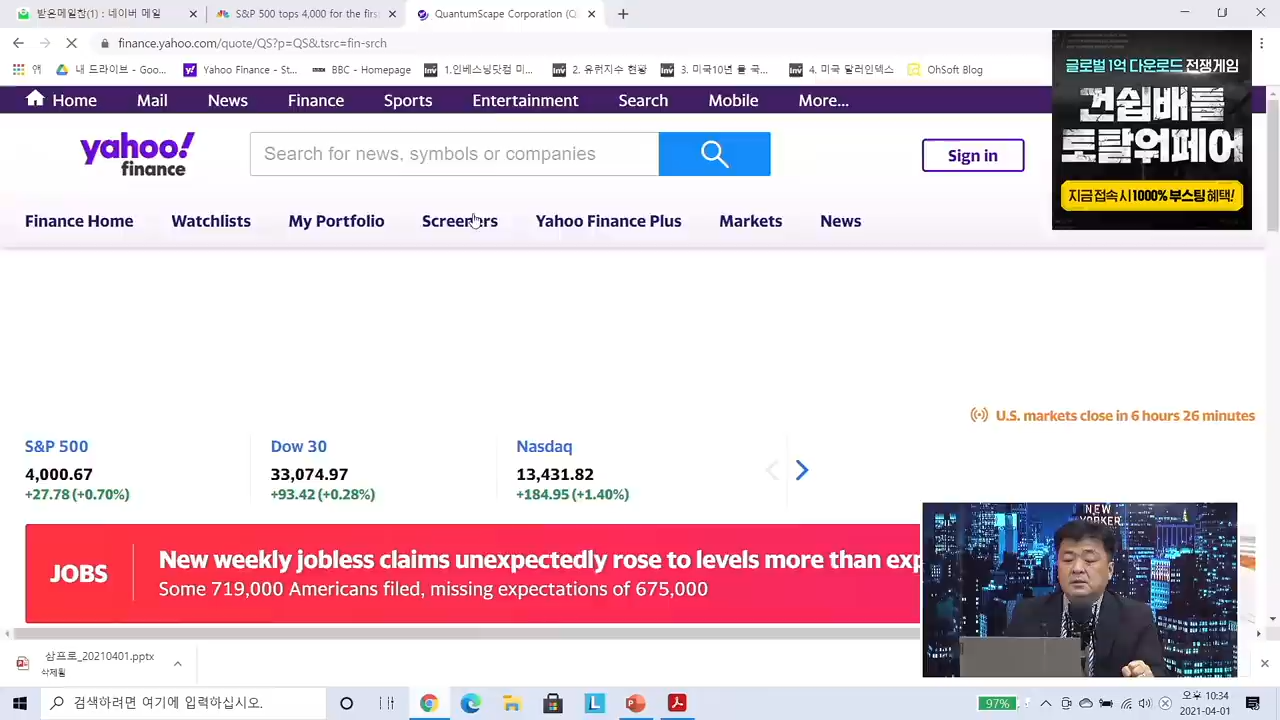 받은메일함(1) : 네이버 메일
S&P 500 tops 4,000 for the firs
QuantumScape Corporation (Q
finance.yahoo.com/quote/QS?p=QS&.tsrc=fin-srch
앱
내 드라이브 - Goo...
Yahoo Finance - St...
BBC - H
1.인베스팅닷컴 미...
2. 유휴지수 현황
3. 미국10년 물 국...
4. 미국 달러인덱스
OhSoft Blog
글로벌 1억 다운로드 전쟁게임
건쉽배틀
토탈워페어
지금 접속 시 1000% 부스팅 혜택!
Home
Mail
News
Finance
Sports
Entertainment
Search
Mobile
More...
yahoo!
finance
Search for news, symbols or companies
Sign in
Finance Home
Watchlists
My Portfolio
Screeners
Yahoo Finance Plus
Markets
News
U.S. markets close in 6 hours 26 minutes
S&P 500
4,000.67
+27.78 (+0.70%)
Dow 30
33,074.97
+93.42 (+0.28%)
Nasdaq
13,431.82
+184.95 (+1.40%)
JOBS
New weekly jobless claims unexpectedly rose to levels more than exp
Some 719,000 Americans filed, missing expectations of 675,000
NEW
YORKER
삼프로_20210401.pptx
삭제됨
검색하려면 여기에 입력하십시오.
97%
오후 10:34
2021-04-01